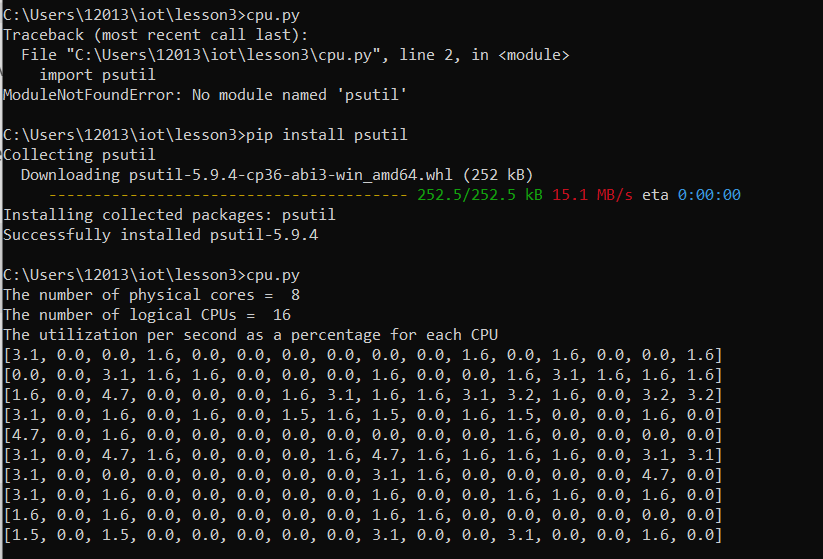 C:\Users\12013\iot\lesson3>cpu.py
Traceback (most recent call last):
  File "C:\Users\12013\iot\lesson3\cpu.py", line 2, in <module>
    import psutil
ModuleNotFoundError: No module named 'psutil'
C:\Users\12013\iot\lesson3>pip install psutil
Collecting psutil
  Downloading psutil-5.9.4-cp36-abi3-win_amd64.whl (252 kB)
     ---------------------------------------- 252.5/252.5 kB 15.1 MB/s eta 0:00:00
Installing collected packages: psutil
Successfully installed psutil-5.9.4
C:\Users\12013\iot\lesson3>cpu.py
The number of physical cores =  8
The number of logical CPUs =  16
The utilization per second as a percentage for each CPU
[3.1, 0.0, 0.0, 1.6, 0.0, 0.0, 0.0, 0.0, 0.0, 0.0, 1.6, 0.0, 1.6, 0.0, 0.0, 1.6]
[0.0, 0.0, 3.1, 1.6, 1.6, 0.0, 0.0, 0.0, 1.6, 0.0, 0.0, 1.6, 3.1, 1.6, 1.6, 1.6]
[1.6, 0.0, 4.7, 0.0, 0.0, 0.0, 1.6, 3.1, 1.6, 1.6, 3.1, 3.2, 1.6, 0.0, 3.2, 3.2]
[3.1, 0.0, 1.6, 0.0, 1.6, 0.0, 1.5, 1.6, 1.5, 0.0, 1.6, 1.5, 0.0, 0.0, 1.6, 0.0]
[4.7, 0.0, 1.6, 0.0, 0.0, 0.0, 0.0, 0.0, 0.0, 0.0, 0.0, 1.6, 0.0, 0.0, 0.0, 0.0]
[3.1, 0.0, 4.7, 1.6, 0.0, 0.0, 0.0, 1.6, 4.7, 1.6, 1.6, 1.6, 1.6, 0.0, 3.1, 3.1]
[3.1, 0.0, 0.0, 0.0, 0.0, 0.0, 0.0, 0.0, 3.1, 1.6, 0.0, 0.0, 0.0, 0.0, 4.7, 0.0]
[3.1, 0.0, 1.6, 0.0, 0.0, 0.0, 0.0, 0.0, 1.6, 0.0, 0.0, 1.6, 1.6, 0.0, 1.6, 0.0]
[1.6, 0.0, 1.6, 0.0, 0.0, 0.0, 0.0, 0.0, 1.6, 1.6, 0.0, 0.0, 0.0, 0.0, 0.0, 0.0]
[1.5, 0.0, 1.5, 0.0, 0.0, 0.0, 0.0, 0.0, 3.1, 0.0, 0.0, 3.1, 0.0, 0.0, 1.6, 0.0]